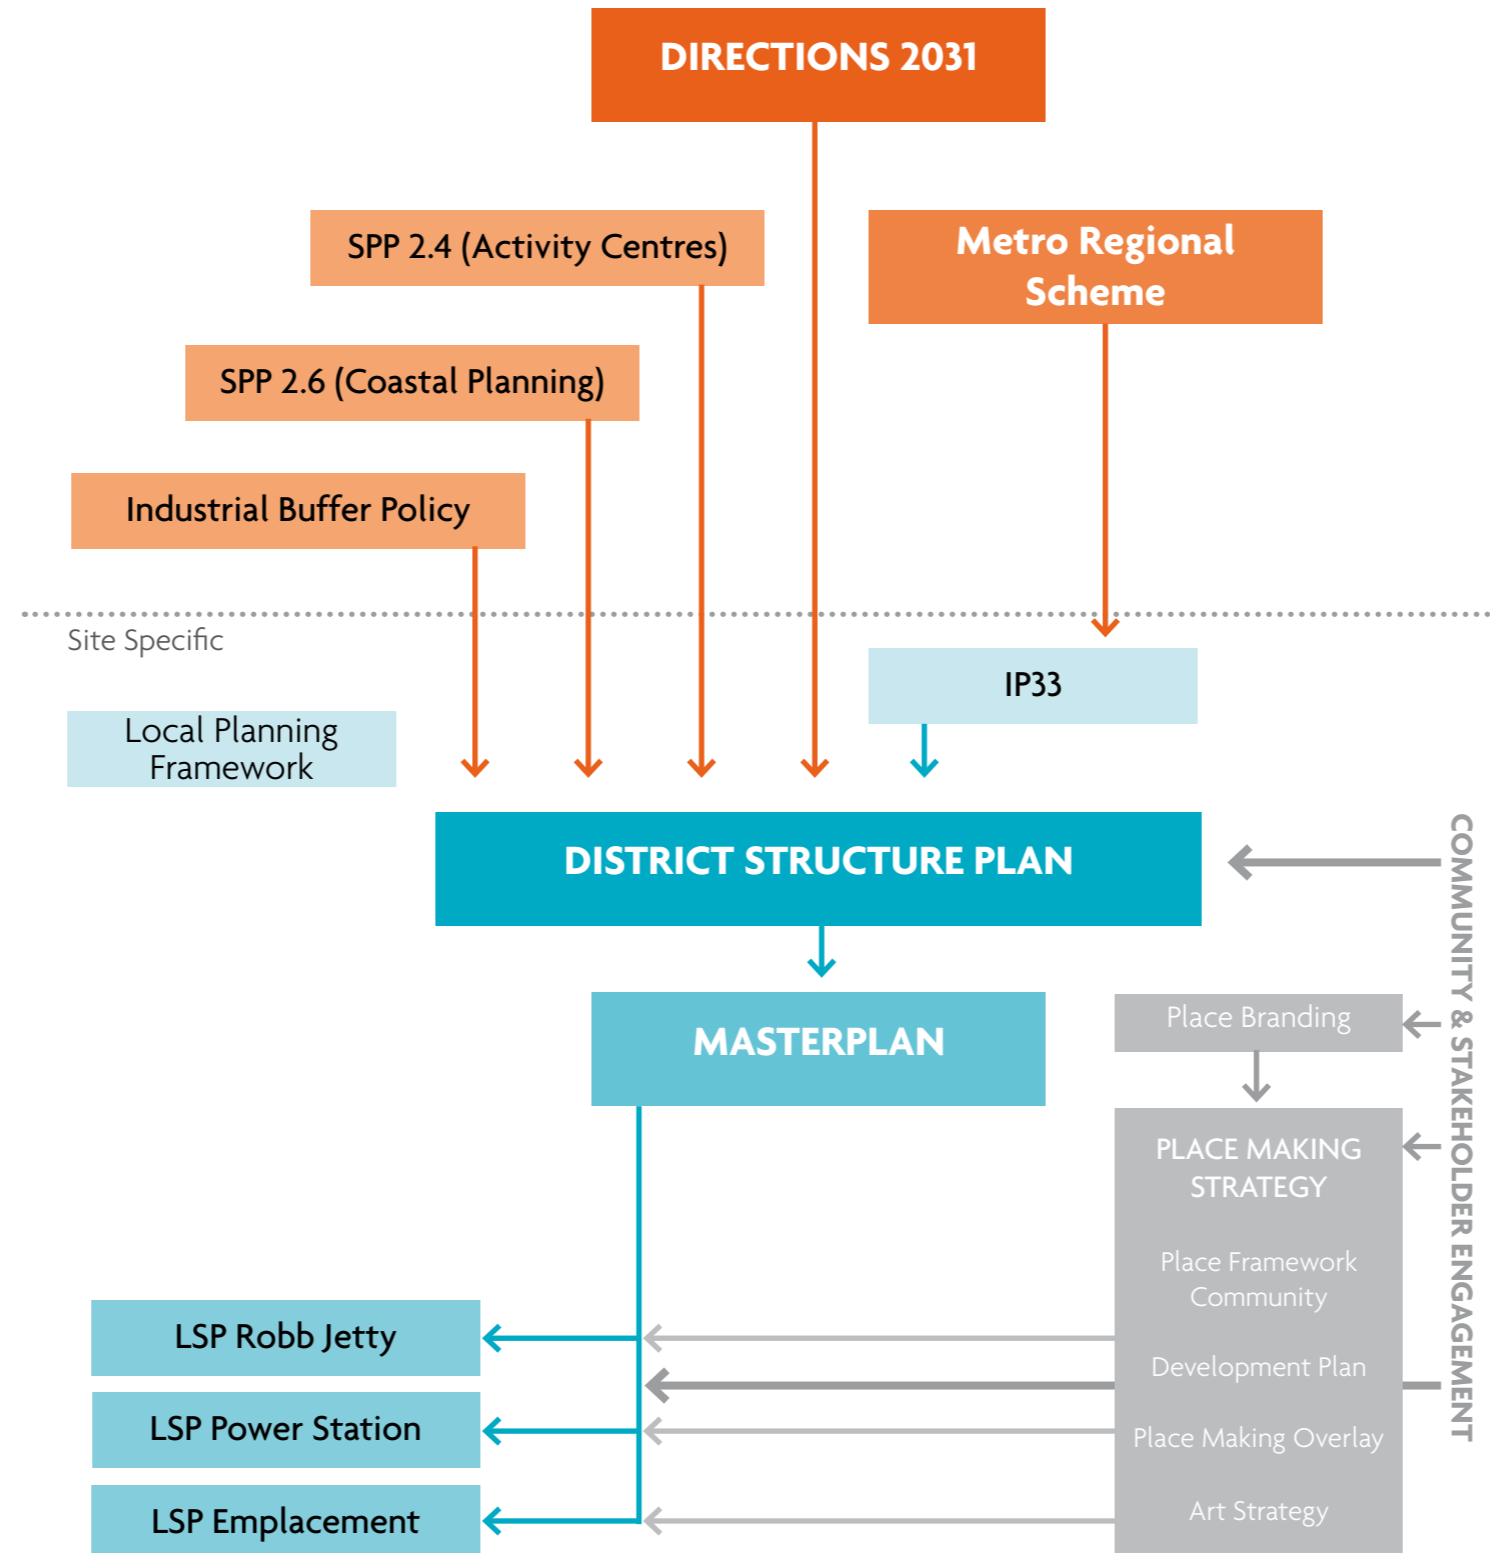 DIRECTIONS 2031
SPP 2.4 (Activity Centres)
Metro Regional
Scheme
SPP 2.6 (Coastal Planning)
Industrial Buffer Policy
Site Specific
IP33
Local Planning
Framework
DISTRICT STRUCTURE PLAN
COMMUNITY & STAKEHOLDER ENGAGEMENT
MASTERPLAN
Place Branding
PLACE MAKING
STRATEGY
Place Framework
Community
Development Plan
Place Making Overlay
Art Strategy
LSP Robb Jetty
LSP Power Station
LSP Emplacement